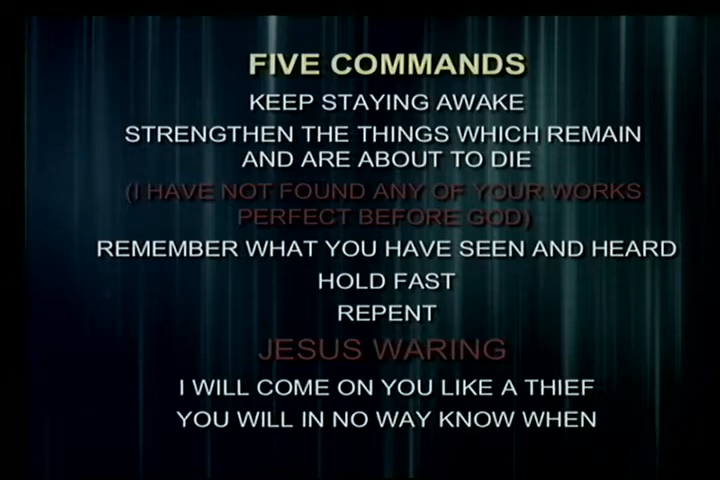 FIVE COMMANDS
KEEP STAYING AWAKE
STRENGTHEN THE THINGS WHICH REMAIN
AND ARE ABOUT TO DIE
(I HAVE NOT FOUND ANY OF YOUR WORKS
PERFECT BEFORE GOD)
REMEMBER WHAT YOU HAVE SEEN AND HEARD
HOLD FAST
REPENT
JESUS WARING
I WILL COME ON YOU LIKE A THIEF
YOU WILL IN NO WAY KNOW WHEN